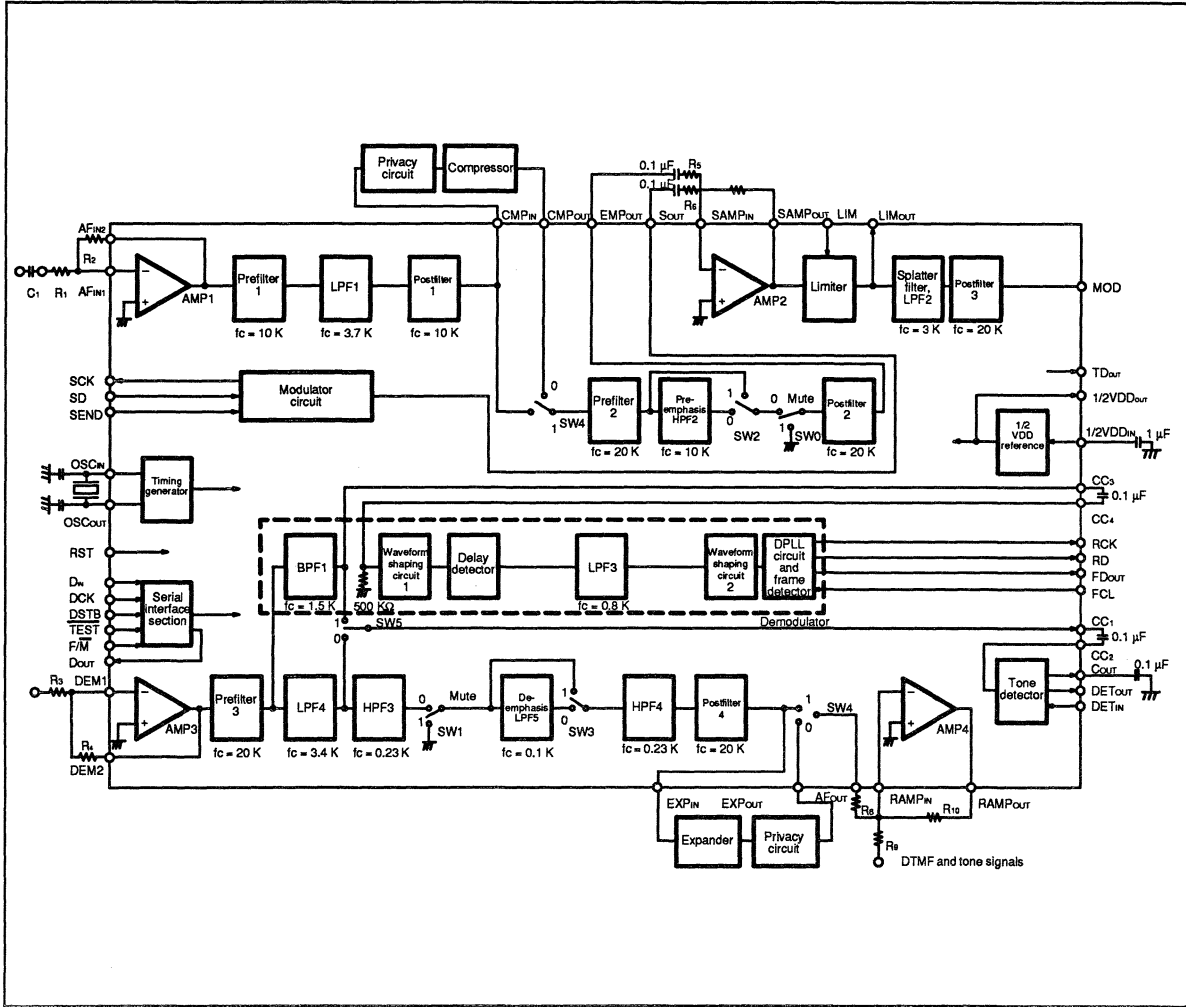 Privacy circuit
Compressor
0.1 µF R5
0.1 µF
R6
CMPIN CMPOUT EMPOUT SOUT SAMPIN SAMPOUT LIM LIMOUT
AFIN2
R2
C1 R1 AFIN1
−
+
AMP1
Prefilter 1
fc = 10 K
LPF1
fc = 3.7 K
Postfilter 1
fc = 10 K
−
+
AMP2
Limiter
Splatter filter, LPF2
fc = 3 K
Postfilter 3
fc = 20 K
MOD
SCK
SD
SEND
Modulator circuit
0
1
SW4
Prefilter 2
fc = 20 K
Pre-emphasis HPF2
fc = 10 K
1
0
SW2
0 Mute
1
SW0
Postfilter 2
fc = 20 K
TDOUT
1/2VDDOUT
1/2 VDD reference
1/2VDDIN 1 µF
OSCIN
OSCOUT
Timing generator
CC3
0.1 µF
CC4
RST
DIN
DCK
DSTB
TEST
F/M
DOUT
Serial interface section
BPF1
fc = 1.5 K
500 KΩ
Waveform shaping circuit 1
Delay detector
LPF3
fc = 0.8 K
Waveform shaping circuit 2
DPLL circuit and frame detector
RCK
RD
FDOUT
FCL
1
0
SW5
Demodulator
CC1
0.1 µF
CC2
R3 DEM1
R4
DEM2
−
+
AMP3
Prefilter 3
fc = 20 K
LPF4
fc = 3.4 K
HPF3
fc = 0.23 K
0
1
SW1
Mute
De-emphasis LPF5
fc = 0.1 K
1
0
SW3
HPF4
fc = 0.23 K
Postfilter 4
fc = 20 K
1
0
SW4
−
+
AMP4
Tone detector
COUT 0.1 µF
DETOUT
DETIN
EXPIN EXPOUT AFOUT R8 RAMPIN R10 RAMPOUT
Expander
Privacy circuit
R9
DTMF and tone signals